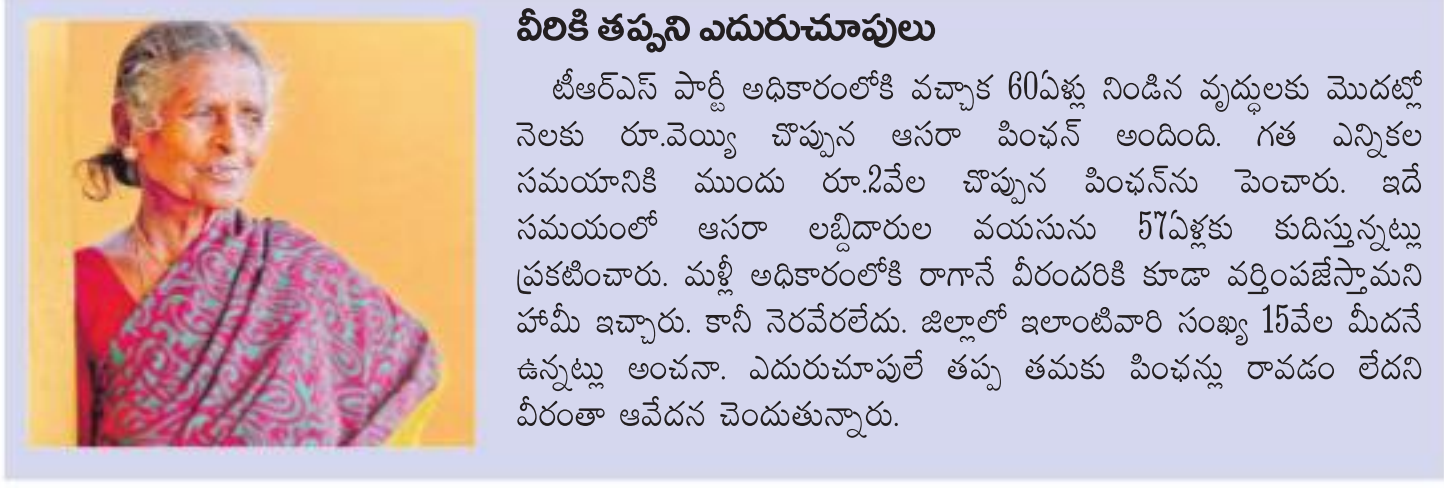 వీరికి తప్పని ఎదురుచూపులు
టీఆర్ఎస్ పార్టీ అధికారంలోకి వచ్చాక 60ఏళ్లు నిండిన వృద్ధులకు మొదట్లో
నెలకు రూ.వెయ్యి చొప్పున ఆసరా పింఛన్ అందింది. గత ఎన్నికల
సమయానికి ముందు రూ.2వేల చొప్పున పింఛన్‌ను పెంచారు. ఇదే
సమయంలో ఆసరా లబ్దిదారుల వయసును 57ఏళ్లకు కుదిస్తున్నట్లు
ప్రకటించారు. మళ్లీ అధికారంలోకి రాగానే వీరందరికి కూడా వర్తింపజేస్తామని
హామీ ఇచ్చారు. కానీ నెరవేరలేదు. జిల్లాలో ఇలాంటివారి సంఖ్య 15వేల మీదనే
ఉన్నట్లు అంచనా. ఎదురుచూపులే తప్ప తమకు పింఛన్లు రావడం లేదని
వీరంతా ఆవేదన చెందుతున్నారు.